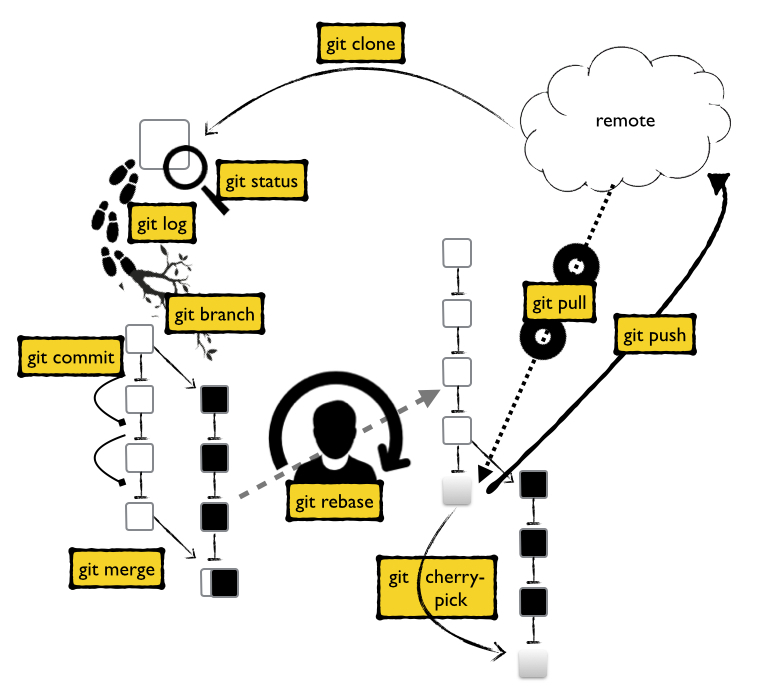 git clone
remote
git status
git log
git branch
git pull
git push
git commit
git rebase
git merge
git cherry-
pick